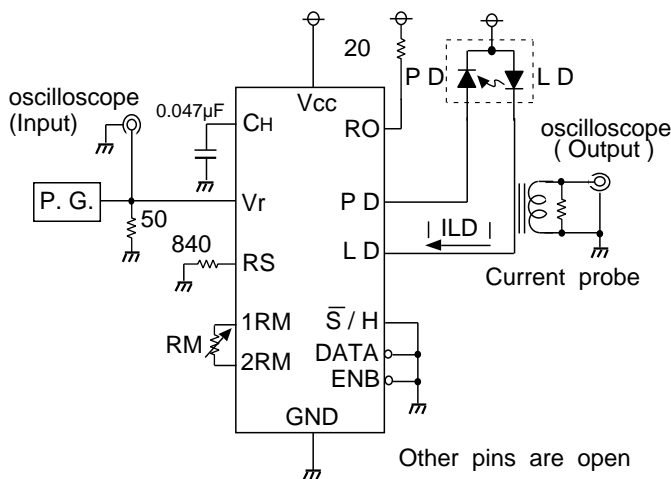 20
P D
L D
oscilloscope
(Input)
0.047µF
CH
Vcc
RO
oscilloscope
( Output )
P. G.
50
Vr
P D
| ILD |
L D
Current probe
840
RS
1RM
RM
2RM
S̅ / H
DATA
ENB
GND
Other pins are open